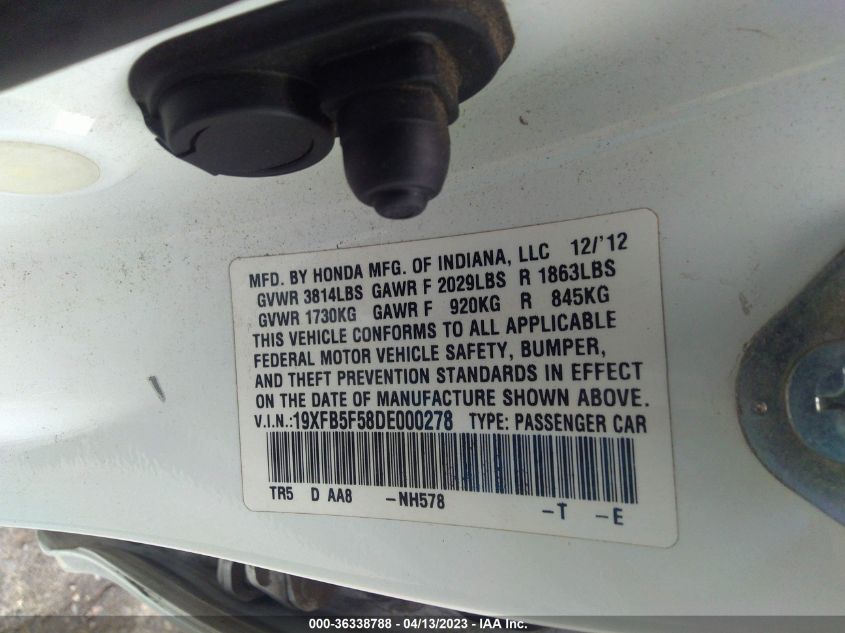 MFD. BY HONDA MFG. OF INDIANA, LLC 12/'12
GVWR 3814LBS GAWR F 2029LBS R 1863LBS
GVWR 1730KG GAWR F 920KG R 845KG
THIS VEHICLE CONFORMS TO ALL APPLICABLE
FEDERAL MOTOR VEHICLE SAFETY, BUMPER,
AND THEFT PREVENTION STANDARDS IN EFFECT
ON THE DATE OF MANUFACTURE SHOWN ABOVE.
V.I.N.:19XFB5F58DE000278 TYPE: PASSENGER CAR
TR5 D AA8 -NH578 -T -E
000-36338788 - 04/13/2023 - IAA Inc.